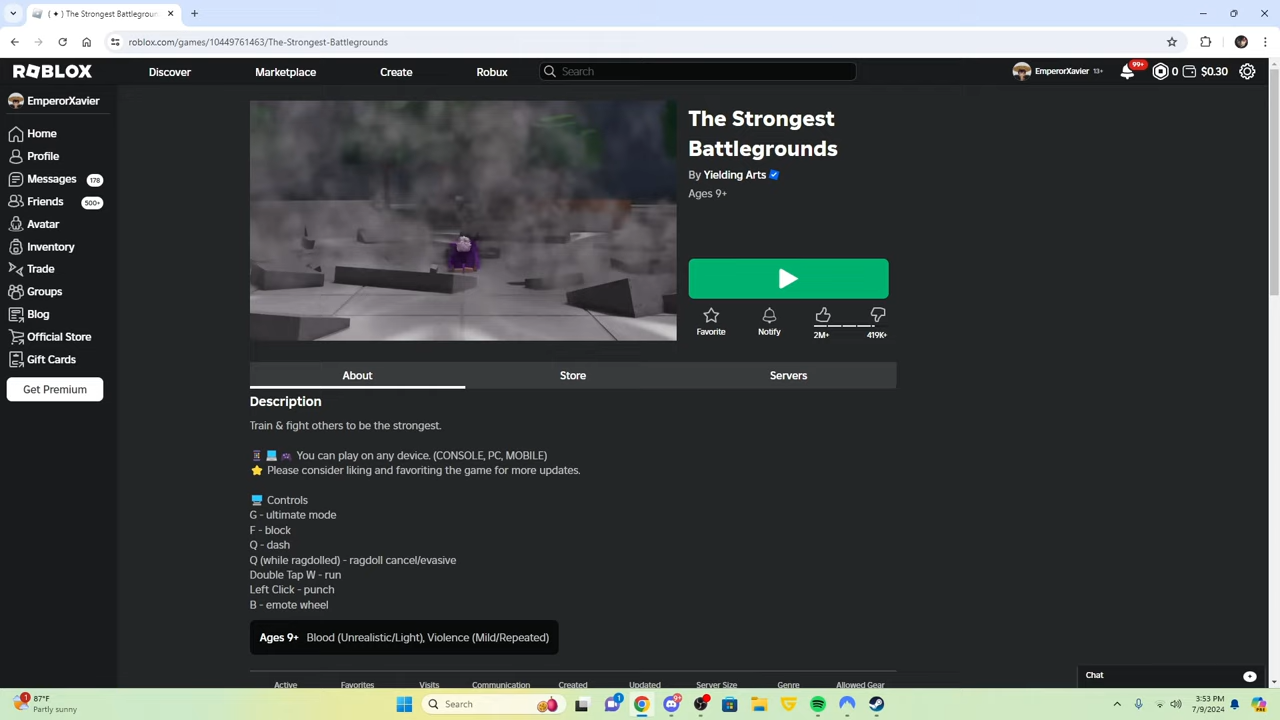 ( ✦ ) The Strongest Battlegroun
roblox.com/games/10449761463/The-Strongest-Battlegrounds
ROBLOX
Discover
Marketplace
Create
Robux
Search
EmperorXavier 13+
99+
0
$0.30
EmperorXavier
Home
Profile
Messages 178
Friends 500+
Avatar
Inventory
Trade
Groups
Blog
Official Store
Gift Cards
Get Premium
The Strongest
Battlegrounds
By Yielding Arts
Ages 9+
Favorite
Notify
2M+
419K+
About
Store
Servers
Description
Train & fight others to be the strongest.
You can play on any device. (CONSOLE, PC, MOBILE)
⭐ Please consider liking and favoriting the game for more updates.
Controls
G - ultimate mode
F - block
Q - dash
Q (while ragdolled) - ragdoll cancel/evasive
Double Tap W - run
Left Click - punch
B - emote wheel
Ages 9+ Blood (Unrealistic/Light), Violence (Mild/Repeated)
Active
Favorites
Visits
Communication
Created
Updated
Server Size
Genre
Allowed Gear
Chat
1
87°F
Partly sunny
Search
1
9+
3:53 PM
7/9/2024